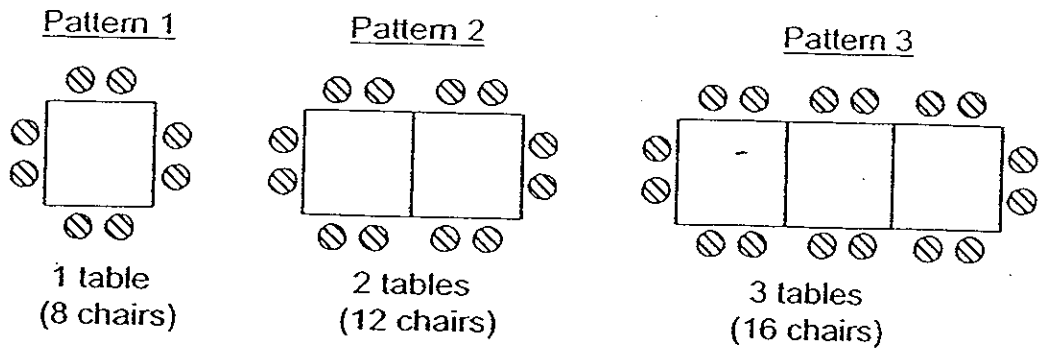 Pattern 1
Pattern 2
Pattern 3
1 table
(8 chairs)
2 tables
(12 chairs)
3 tables
(16 chairs)